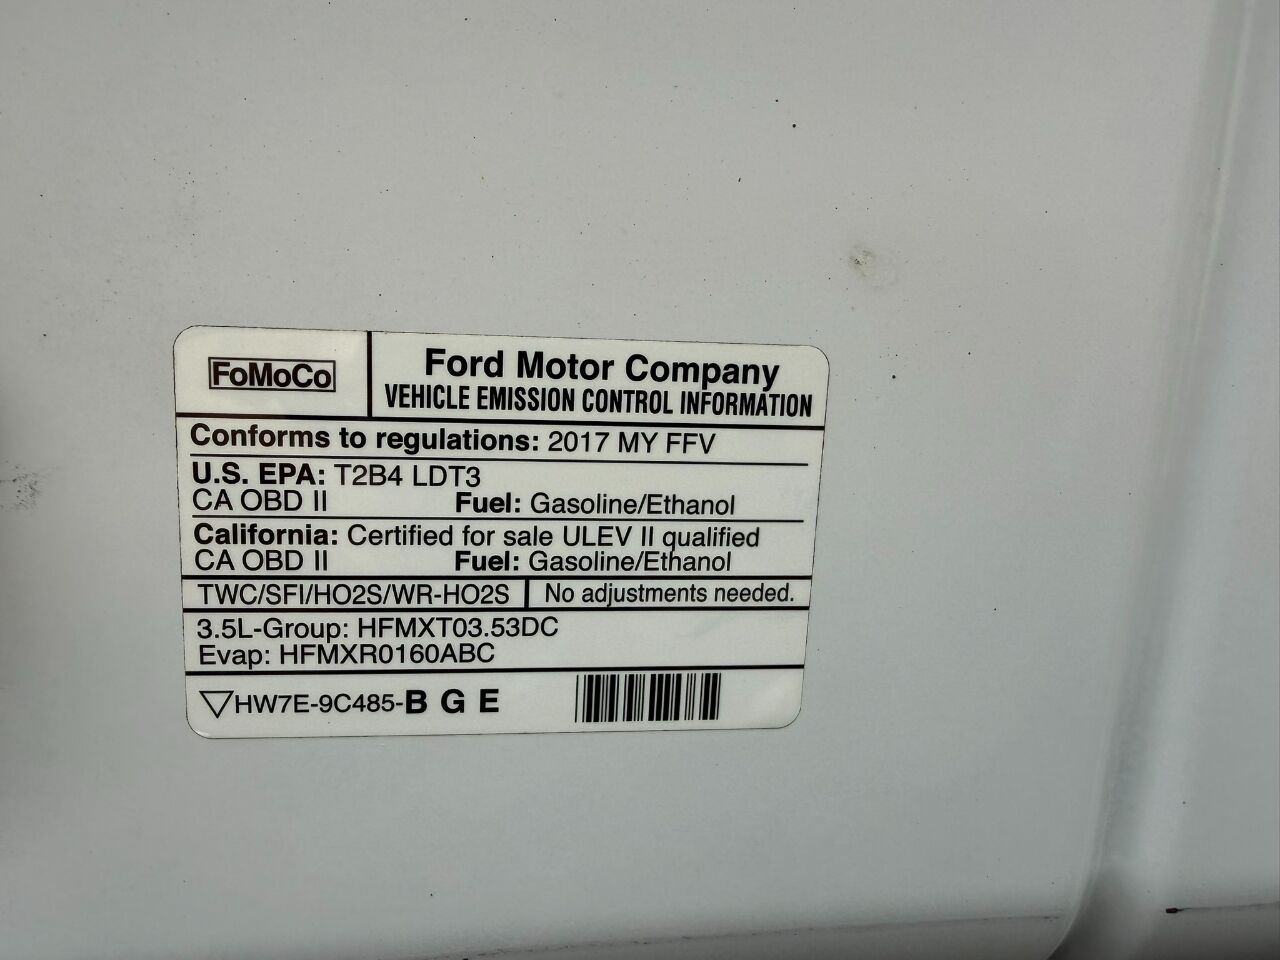 FoMoCo
Ford Motor Company
VEHICLE EMISSION CONTROL INFORMATION
Conforms to regulations: 2017 MY FFV
U.S. EPA: T2B4 LDT3
CA OBD II Fuel: Gasoline/Ethanol
California: Certified for sale ULEV II qualified
CA OBD II Fuel: Gasoline/Ethanol
TWC/SFI/HO2S/WR-HO2S No adjustments needed.
3.5L-Group: HFMXT03.53DC
Evap: HFMXR0160ABC
HW7E-9C485-B G E